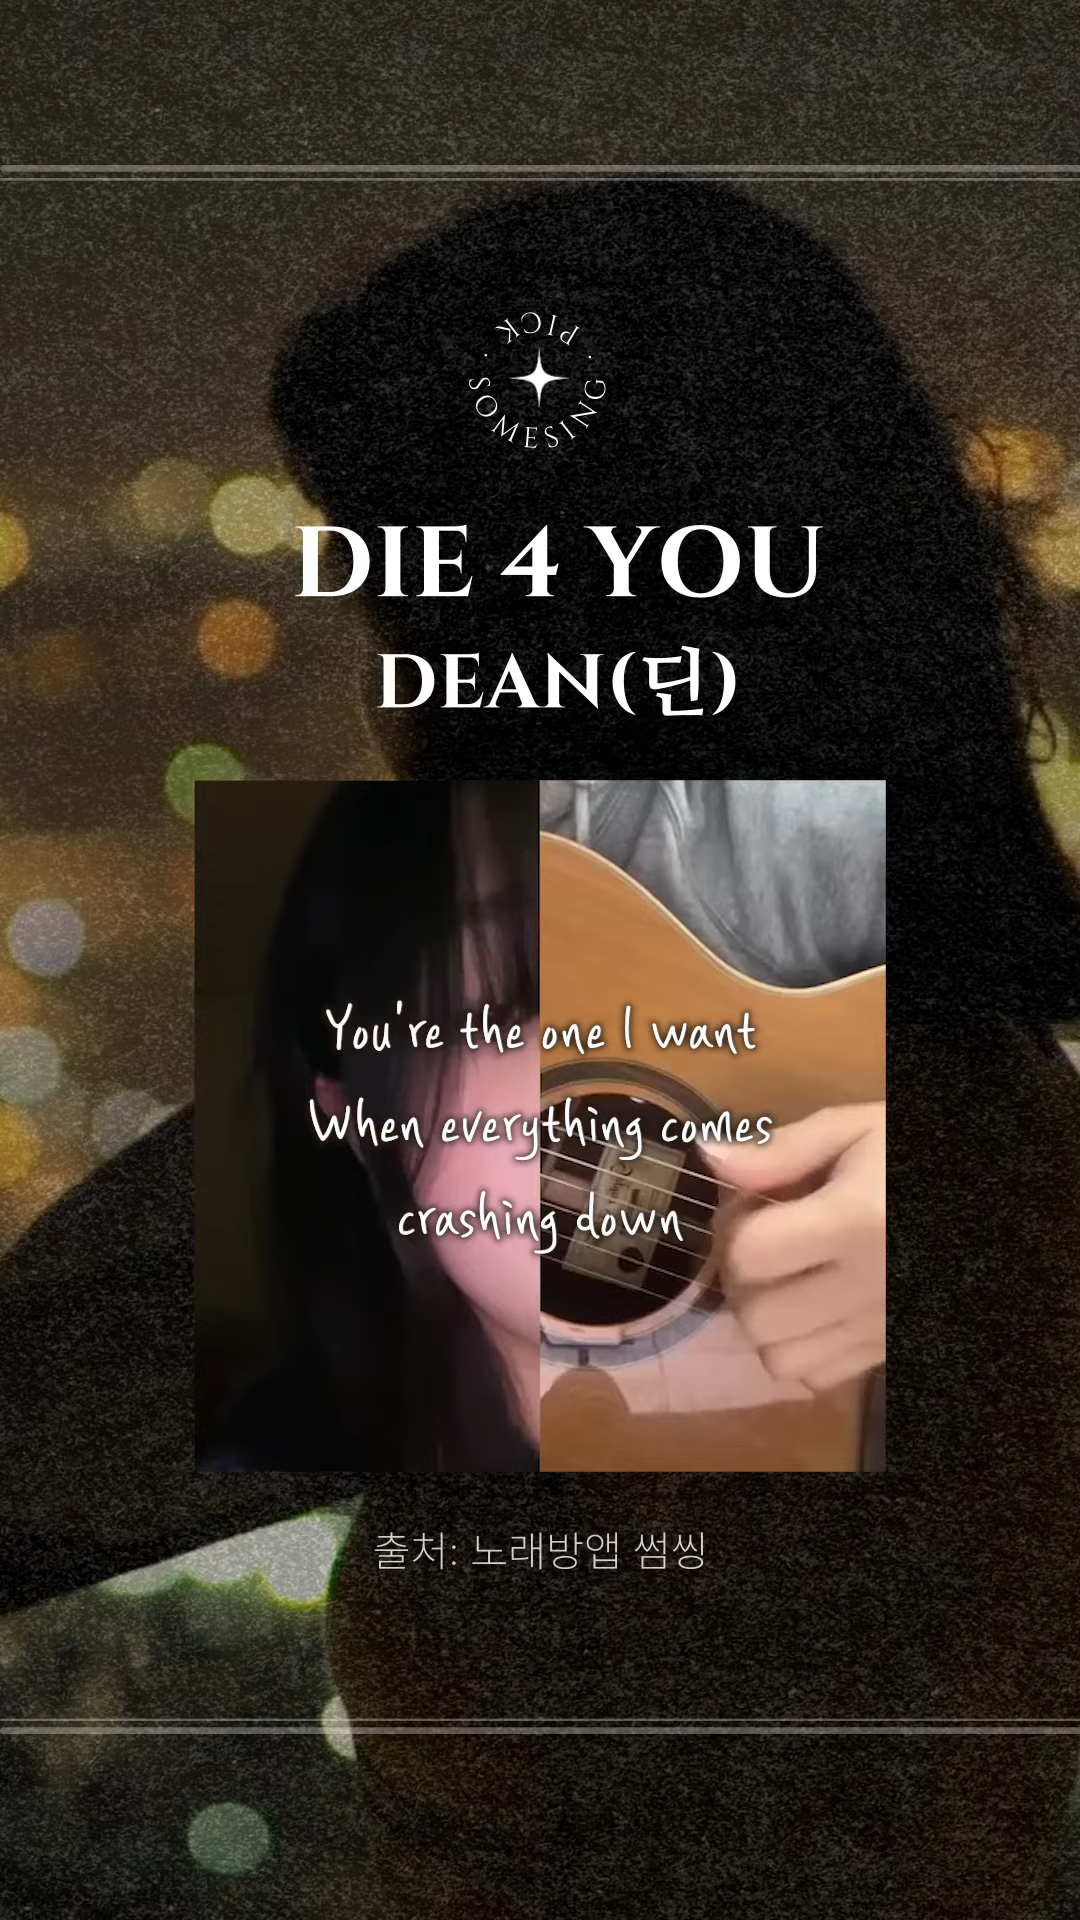 PICK · SOMESING ·
DIE 4 YOU
DEAN(딘)
You're the one I want
When everything comes
crashing down
출처: 노래방앱 썸씽